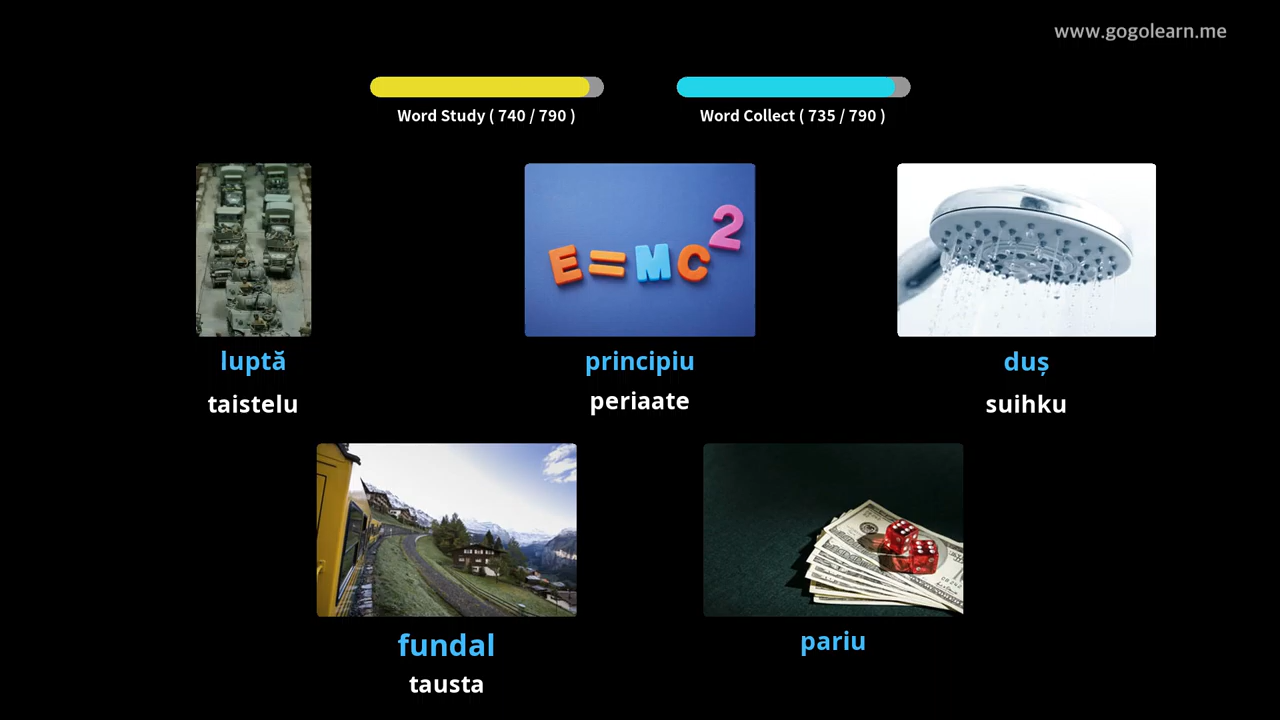 www.gogolearn.me
Word Study ( 740 / 790 )
Word Collect ( 735 / 790 )
E=MC2
luptă
principiu
duș
taistelu
periaate
suihku
fundal
pariu
tausta